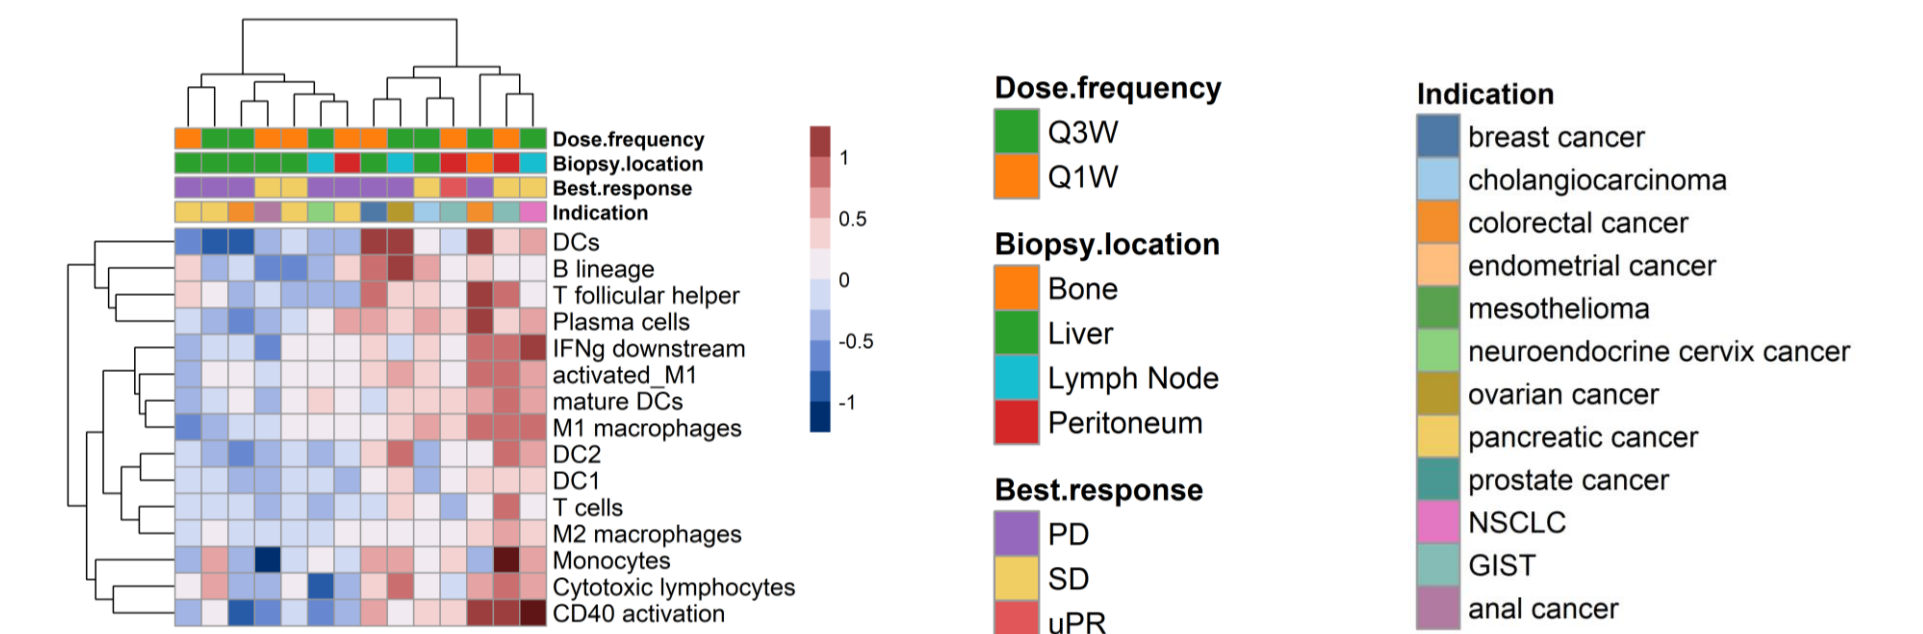 Dose.frequency
Biopsy.location
Best.response
Indication
DCs
B lineage
T follicular helper
Plasma cells
IFNg downstream
activated_M1
mature DCs
M1 macrophages
DC2
DC1
T cells
M2 macrophages
Monocytes
Cytotoxic lymphocytes
CD40 activation
1
0.5
0
-0.5
-1
Dose.frequency
Q3W
Q1W
Biopsy.location
Bone
Liver
Lymph Node
Peritoneum
Best.response
PD
SD
uPR
Indication
breast cancer
cholangiocarcinoma
colorectal cancer
endometrial cancer
mesothelioma
neuroendocrine cervix cancer
ovarian cancer
pancreatic cancer
prostate cancer
NSCLC
GIST
anal cancer